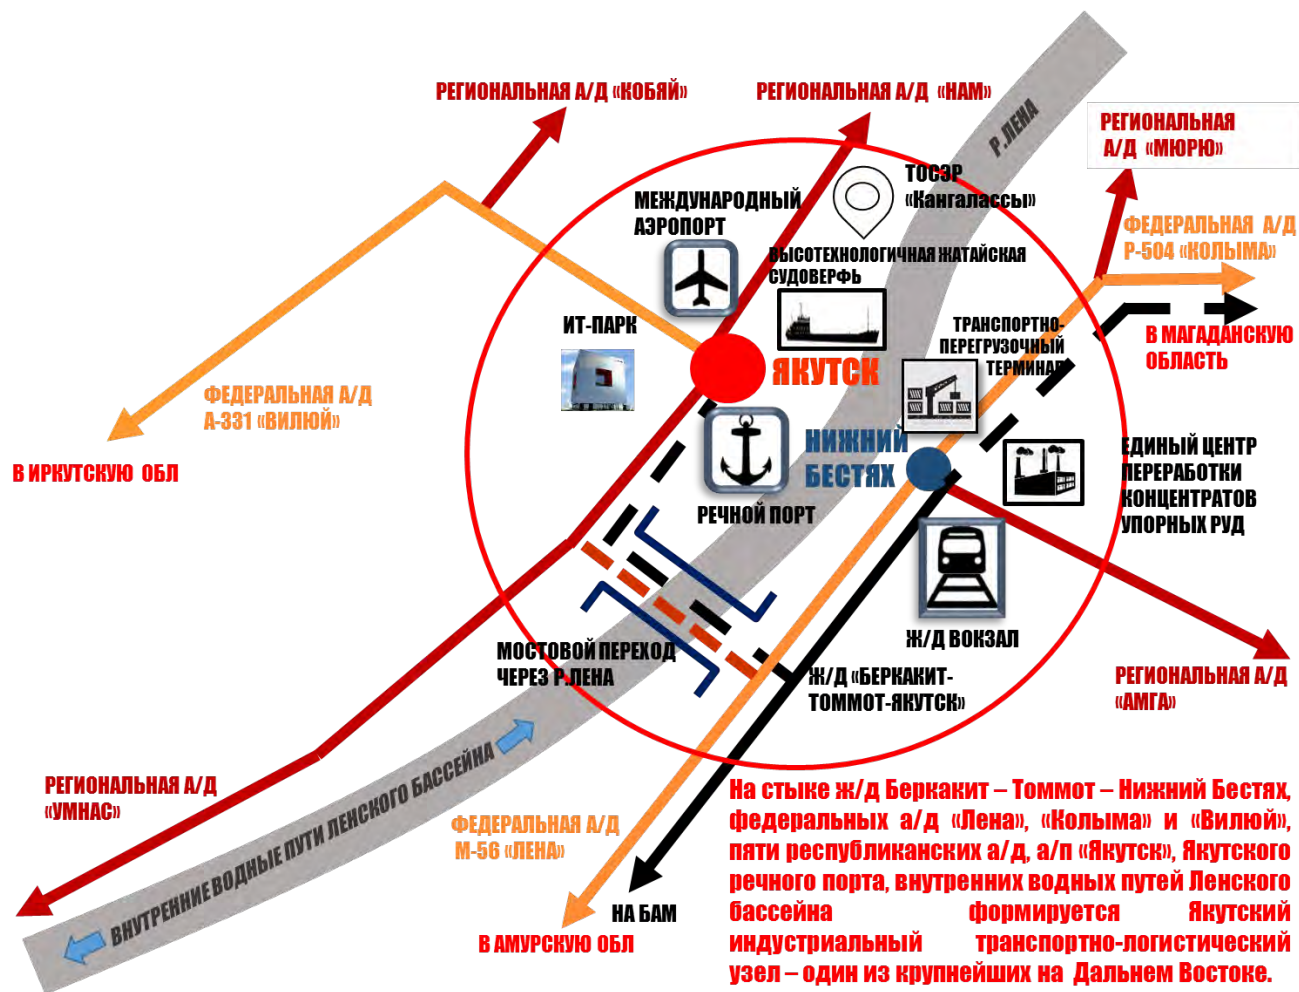 РЕГИОНАЛЬНАЯ А/Д «КОБЯЙ»
РЕГИОНАЛЬНАЯ А/Д «НАМ»
РЕГИОНАЛЬНАЯ
А/Д «МЮРЮ»
Р.ЛЕНА
ТОСЭР
«Кангалассы»
МЕЖДУНАРОДНЫЙ
АЭРОПОРТ
ФЕДЕРАЛЬНАЯ А/Д
Р-504 «КОЛЫМА»
ВЫСОТЕХНОЛОГИЧНАЯ ЖАТАЙСКАЯ
СУДОВЕРФЬ
ИТ-ПАРК
ТРАНСПОРТНО-
ПЕРЕГРУЗОЧНЫЙ
ТЕРМИНАЛ
В МАГАДАНСКУЮ
ОБЛАСТЬ
ЯКУТСК
ФЕДЕРАЛЬНАЯ А/Д
А-331 «ВИЛЮЙ»
В ИРКУТСКУЮ ОБЛ
НИЖНИЙ
БЕСТЯХ
ЕДИНЫЙ ЦЕНТР
ПЕРЕРАБОТКИ
КОНЦЕНТРАТОВ
УПОРНЫХ РУД
РЕЧНОЙ ПОРТ
Ж/Д ВОКЗАЛ
МОСТОВОЙ ПЕРЕХОД
ЧЕРЕЗ Р.ЛЕНА
Ж/Д «БЕРКАКИТ-
ТОММОТ-ЯКУТСК»
РЕГИОНАЛЬНАЯ А/Д
«АМГА»
РЕГИОНАЛЬНАЯ А/Д
«УМНАС»
ВНУТРЕННИЕ ВОДНЫЕ ПУТИ ЛЕНСКОГО БАССЕЙНА
ФЕДЕРАЛЬНАЯ А/Д
М-56 «ЛЕНА»
НА БАМ
В АМУРСКУЮ ОБЛ
На стыке ж/д Беркакит – Томмот – Нижний Бестях,
федеральных а/д «Лена», «Колыма» и «Вилюй»,
пяти республиканских а/д, а/п «Якутск», Якутского
речного порта, внутренних водных путей Ленского
бассейна формируется Якутский
индустриальный транспортно-логистический
узел – один из крупнейших на Дальнем Востоке.